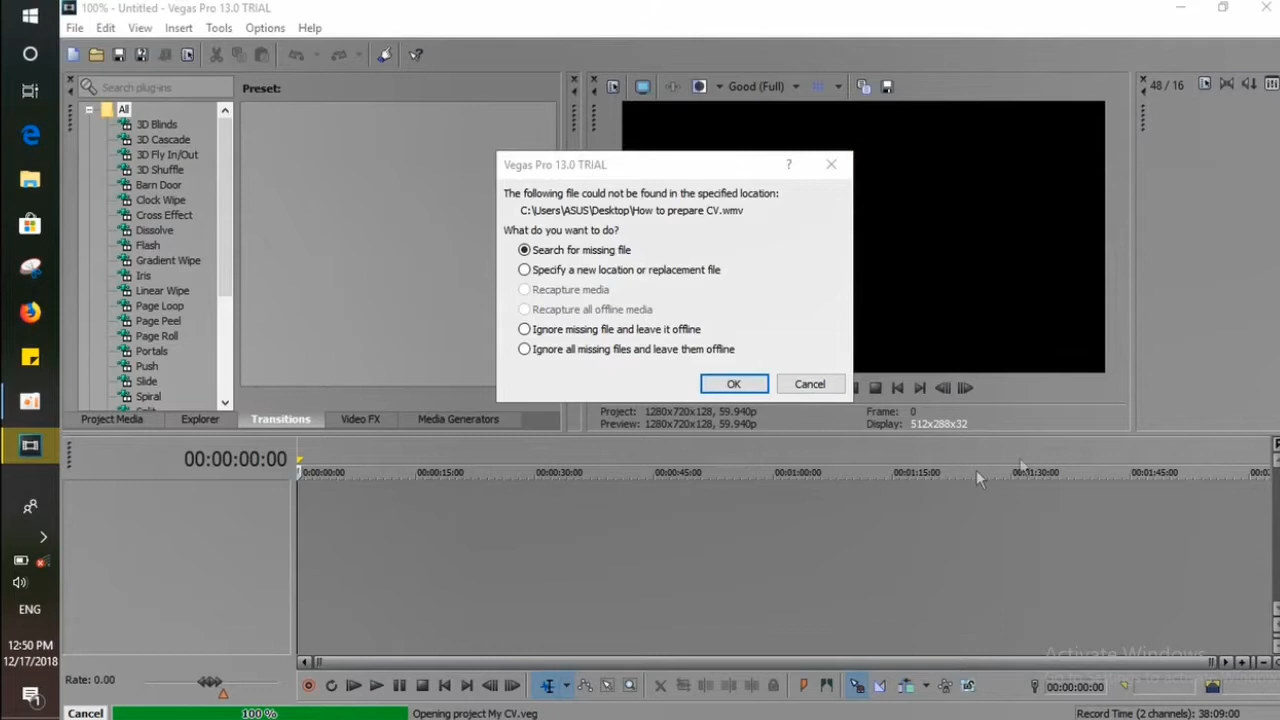 100% - Untitled - Vegas Pro 13.0 TRIAL
File Edit View Insert Tools Options Help
Search plug-ins
Preset:
Good (Full)
48 / 16
All
3D Blinds
3D Cascade
3D Fly In/Out
3D Shuffle
Barn Door
Clock Wipe
Cross Effect
Dissolve
Flash
Gradient Wipe
Iris
Linear Wipe
Page Loop
Page Peel
Page Roll
Portals
Push
Slide
Spiral
Split
Vegas Pro 13.0 TRIAL
The following file could not be found in the specified location:
C:\Users\ASUS\Desktop\How to prepare CV.wmv
What do you want to do?
Search for missing file
Specify a new location or replacement file
Recapture media
Recapture all offline media
Ignore missing file and leave it offline
Ignore all missing files and leave them offline
OK Cancel
Project Media Explorer Transitions Video FX Media Generators
Project: 1280x720x128, 59.940p Frame: 0
Preview: 1280x720x128, 59.940p Display: 512x288x32
00:00:00:00
0:00:00:00 00:00:15:00 00:00:30:00 00:00:45:00 00:01:00:00 00:01:15:00 00:01:30:00 00:01:45:00
ENG
12:50 PM
12/17/2018
Activate Windows
Rate: 0.00
00:00:00:00
Cancel 100 % Opening project My CV.veg Record Time (2 channels): 38:09:00